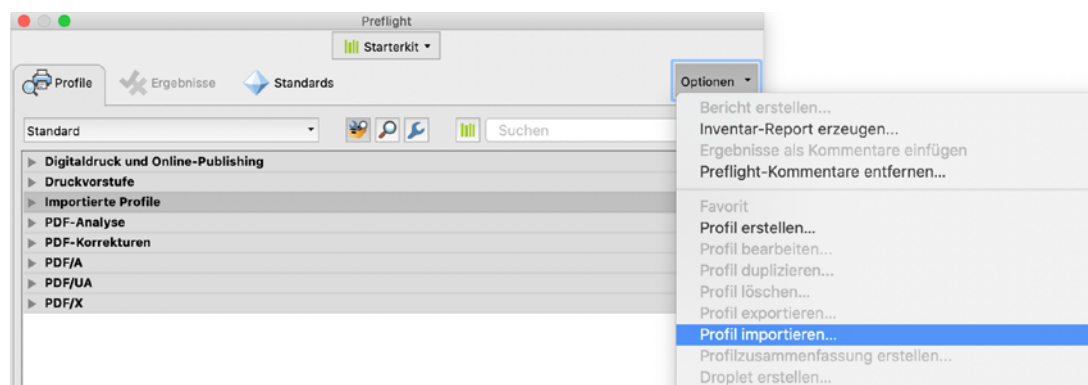 Preflight
Starterkit
Profile
Ergebnisse
Standards
Optionen
Standard
Suchen
Digitaldruck und Online-Publishing
Druckvorstufe
Importierte Profile
PDF-Analyse
PDF-Korrekturen
PDF/A
PDF/UA
PDF/X
Bericht erstellen...
Inventar-Report erzeugen...
Ergebnisse als Kommentare einfügen
Preflight-Kommentare entfernen...
Favorit
Profil erstellen...
Profil bearbeiten...
Profil duplizieren...
Profil löschen...
Profil exportieren...
Profil importieren...
Profilzusammenfassung erstellen...
Droplet erstellen...